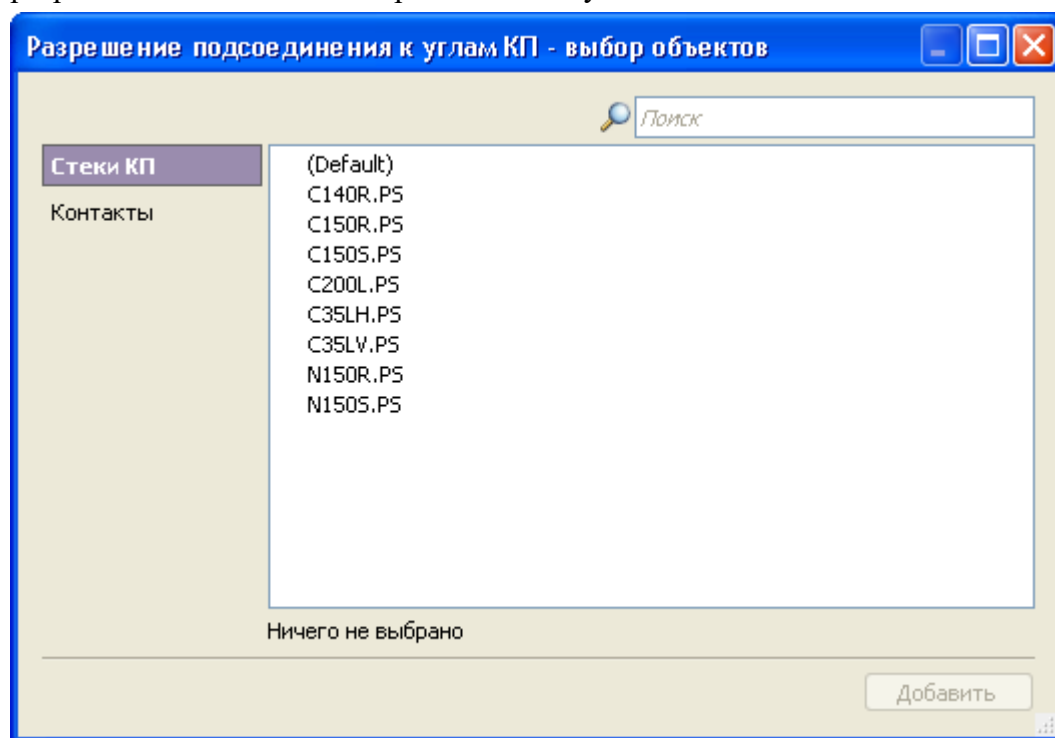 Разрешение подсоединения к углам КП - выбор объектов
Поиск
Стеки КП
Контакты
(Default)
C140R.PS
C150R.PS
C150S.PS
C200L.PS
C35LH.PS
C35LV.PS
N150R.PS
N150S.PS
Ничего не выбрано
Добавить